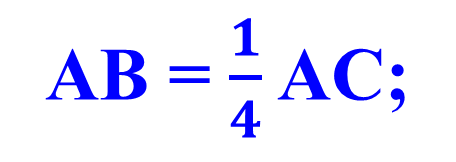 AB = 1/4 AC;